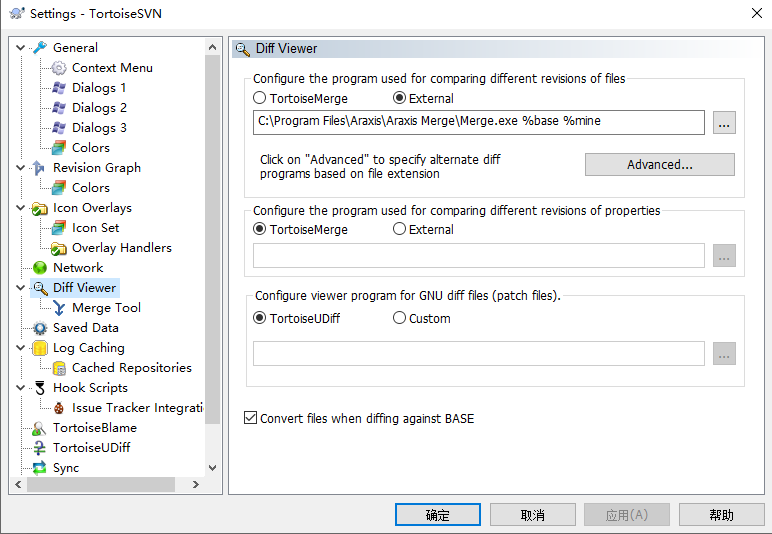 Settings - TortoiseSVN
General
Context Menu
Dialogs 1
Dialogs 2
Dialogs 3
Colors
Revision Graph
Colors
Icon Overlays
Icon Set
Overlay Handlers
Network
Diff Viewer
Merge Tool
Saved Data
Log Caching
Cached Repositories
Hook Scripts
Issue Tracker Integrati
TortoiseBlame
TortoiseUDiff
Sync
Diff Viewer
Configure the program used for comparing different revisions of files
TortoiseMerge External
C:\Program Files\Araxis\Araxis Merge\Merge.exe %base %mine
...
Click on "Advanced" to specify alternate diff
programs based on file extension
Advanced...
Configure the program used for comparing different revisions of properties
TortoiseMerge External
...
Configure viewer program for GNU diff files (patch files).
TortoiseUDiff Custom
...
Convert files when diffing against BASE
确定 取消 应用(A) 帮助